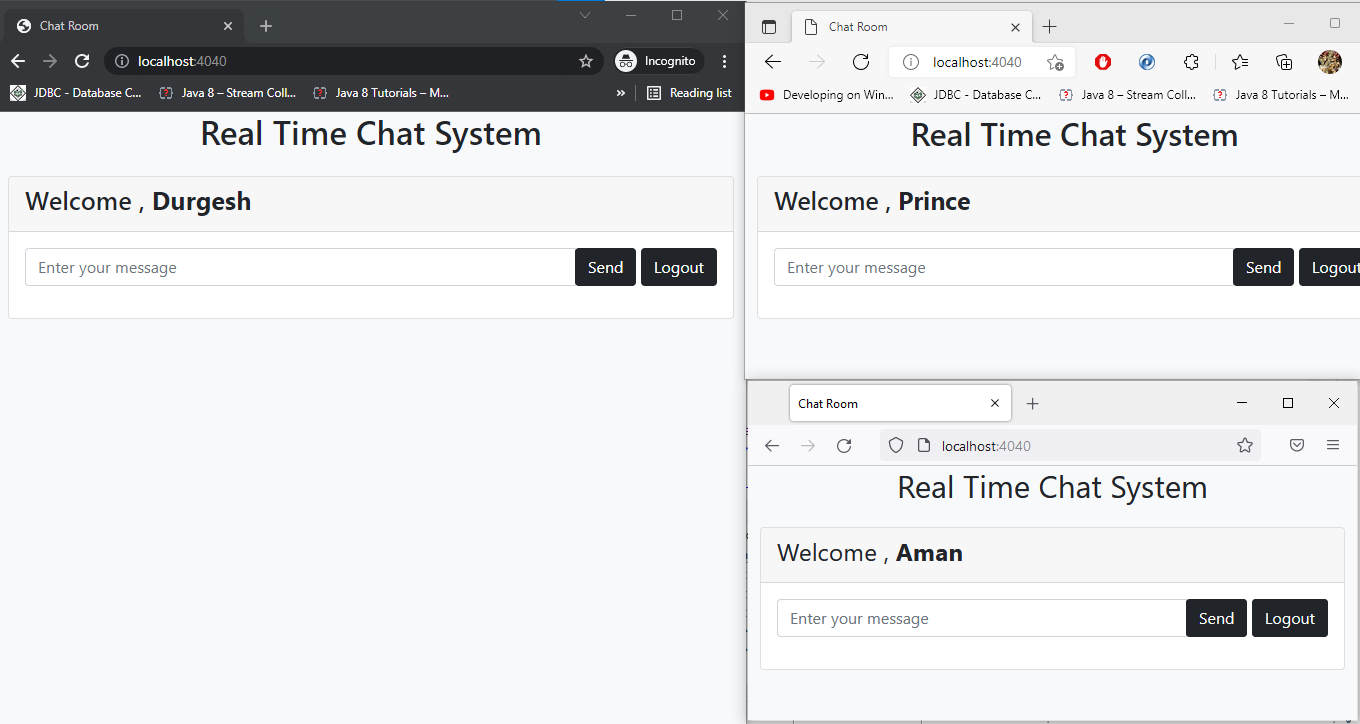 Chat Room
localhost:4040
Incognito
JDBC - Database C...
Java 8 – Stream Coll...
Java 8 Tutorials – M...
»
Reading list
Real Time Chat System
Welcome , Durgesh
Enter your message
Send
Logout
Chat Room
localhost:4040
Developing on Win...
JDBC - Database C...
Java 8 – Stream Coll...
Java 8 Tutorials – M...
Real Time Chat System
Welcome , Prince
Enter your message
Send
Logout
Chat Room
localhost:4040
Real Time Chat System
Welcome , Aman
Enter your message
Send
Logout